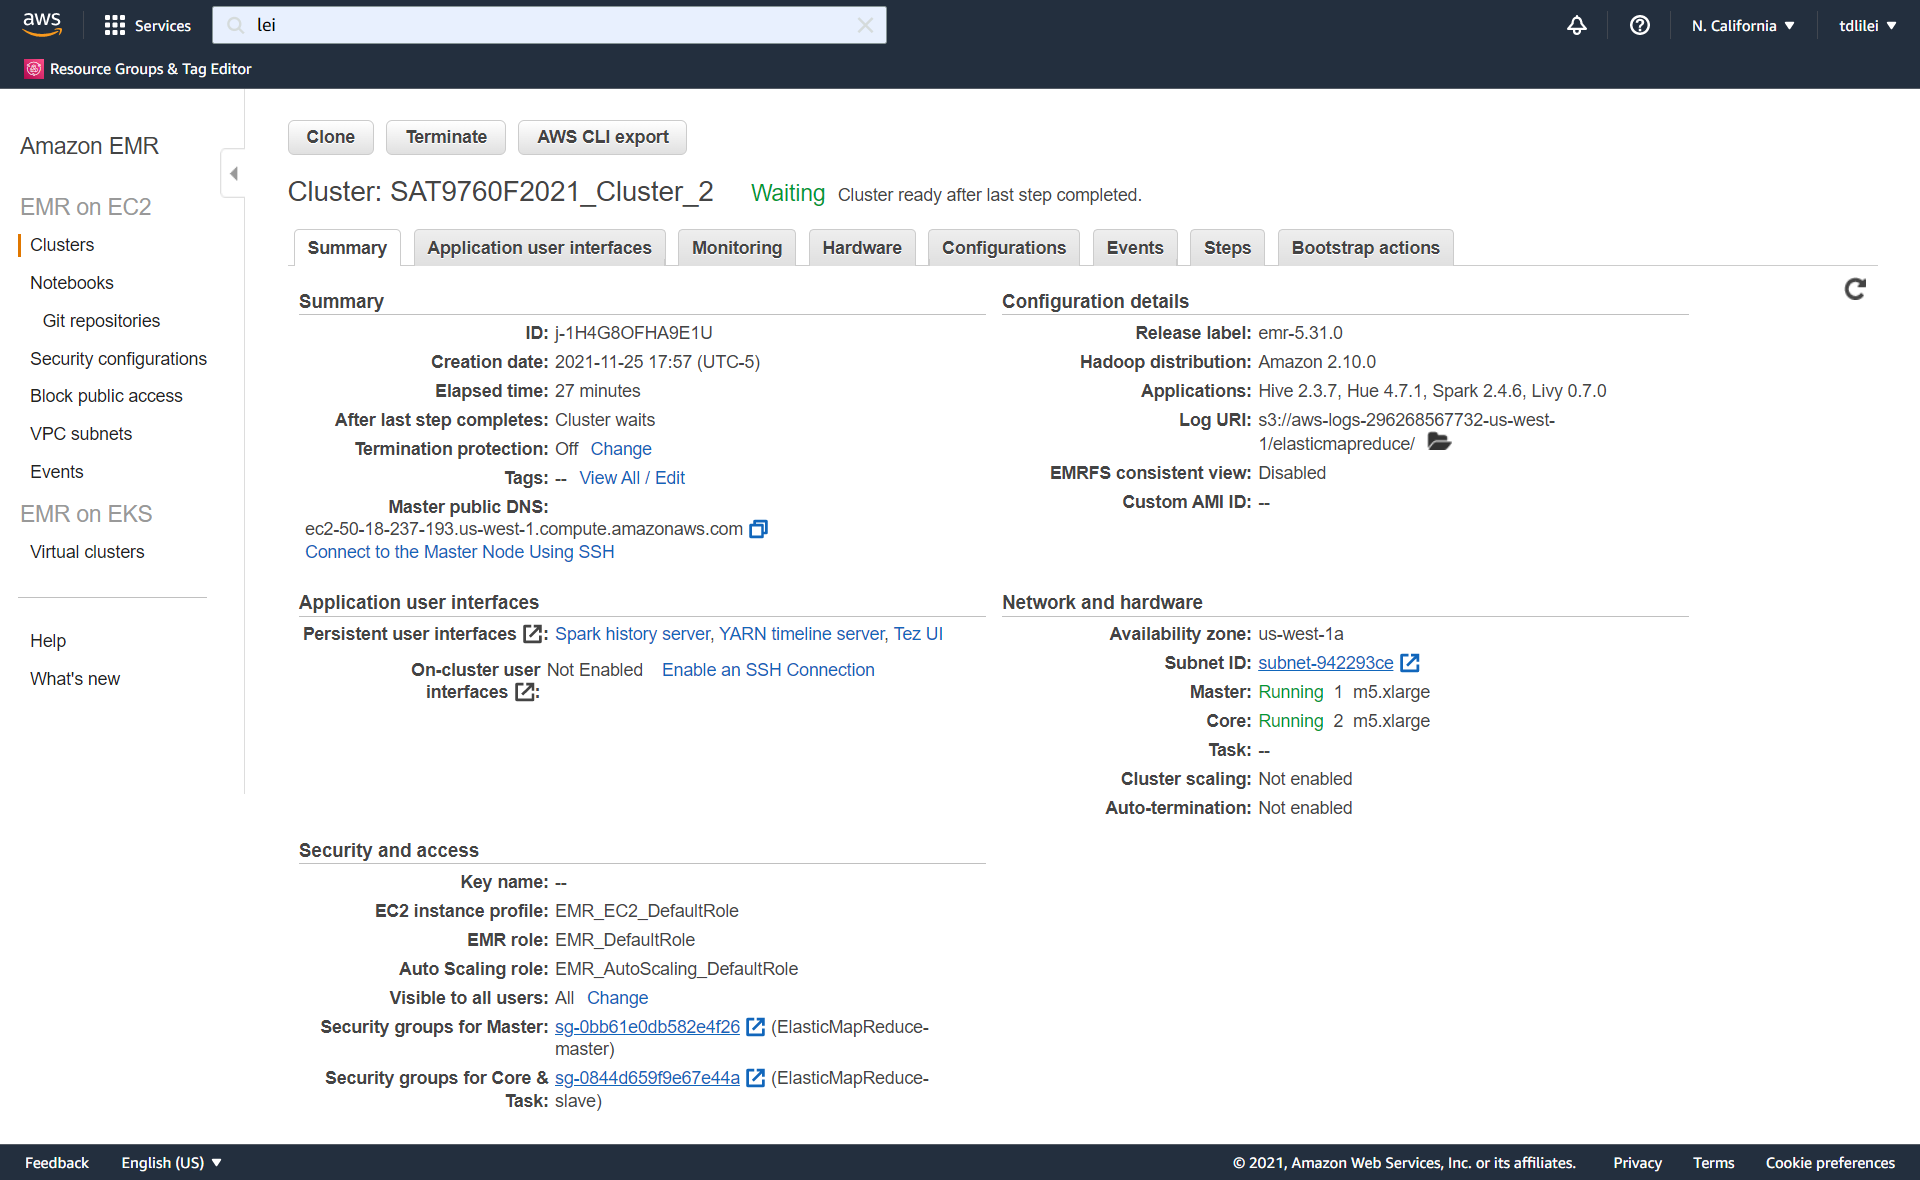 aws
Services
lei
N. California
tdlilei
Resource Groups & Tag Editor
Amazon EMR
EMR on EC2
Clusters
Notebooks
Git repositories
Security configurations
Block public access
VPC subnets
Events
EMR on EKS
Virtual clusters
Help
What's new
Clone Terminate AWS CLI export
Cluster: SAT9760F2021_Cluster_2 Waiting Cluster ready after last step completed.
Summary Application user interfaces Monitoring Hardware Configurations Events Steps Bootstrap actions
Summary
ID: j-1H4G8OFHA9E1U
Creation date: 2021-11-25 17:57 (UTC-5)
Elapsed time: 27 minutes
After last step completes: Cluster waits
Termination protection: Off Change
Tags: -- View All / Edit
Master public DNS:
ec2-50-18-237-193.us-west-1.compute.amazonaws.com
Connect to the Master Node Using SSH
Configuration details
Release label: emr-5.31.0
Hadoop distribution: Amazon 2.10.0
Applications: Hive 2.3.7, Hue 4.7.1, Spark 2.4.6, Livy 0.7.0
Log URI: s3://aws-logs-296268567732-us-west-
1/elasticmapreduce/
EMRFS consistent view: Disabled
Custom AMI ID: --
Application user interfaces
Persistent user interfaces : Spark history server, YARN timeline server, Tez UI
On-cluster user Not Enabled Enable an SSH Connection
interfaces :
Network and hardware
Availability zone: us-west-1a
Subnet ID: subnet-942293ce
Master: Running 1 m5.xlarge
Core: Running 2 m5.xlarge
Task: --
Cluster scaling: Not enabled
Auto-termination: Not enabled
Security and access
Key name: --
EC2 instance profile: EMR_EC2_DefaultRole
EMR role: EMR_DefaultRole
Auto Scaling role: EMR_AutoScaling_DefaultRole
Visible to all users: All Change
Security groups for Master: sg-0bb61e0db582e4f26 (ElasticMapReduce-
master)
Security groups for Core & sg-0844d659f9e67e44a (ElasticMapReduce-
Task: slave)
Feedback English (US) © 2021, Amazon Web Services, Inc. or its affiliates. Privacy Terms Cookie preferences